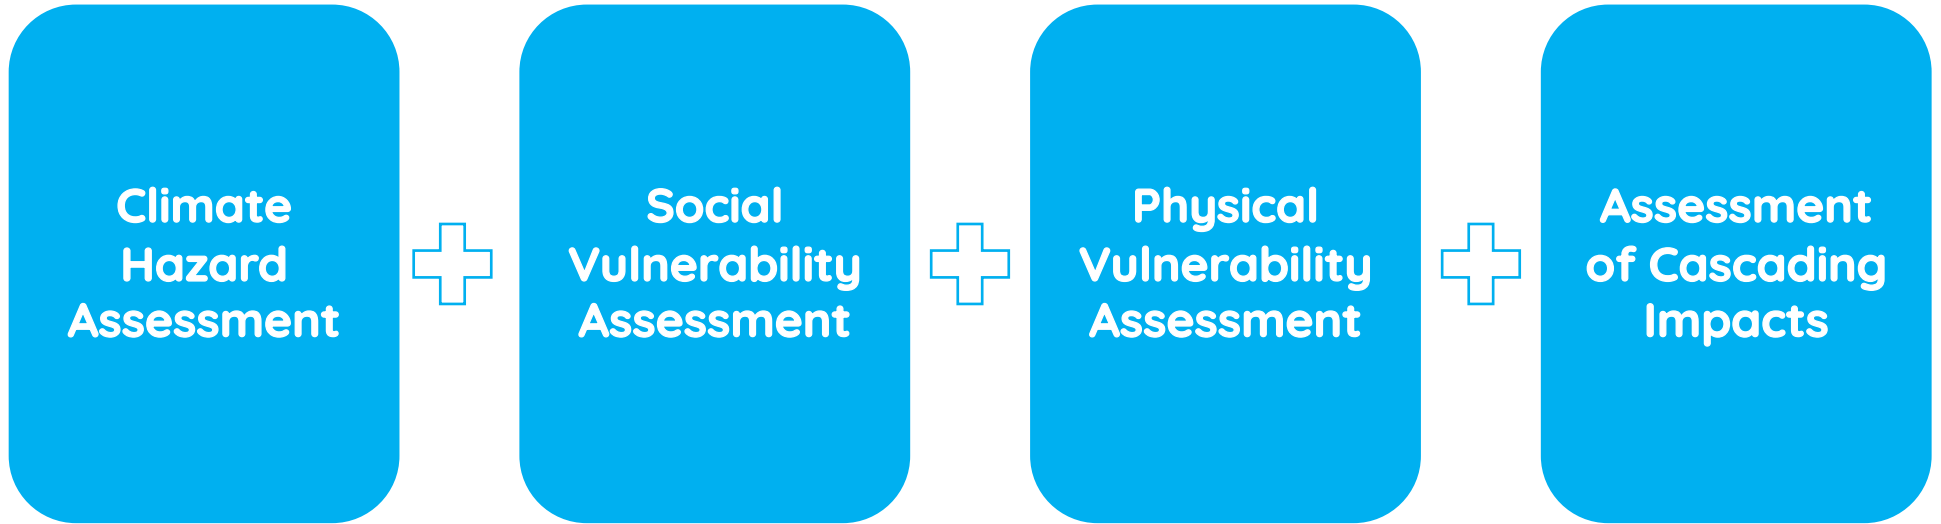 Climate
Hazard
Assessment
Social
Vulnerability
Assessment
Physical
Vulnerability
Assessment
Assessment
of Cascading
Impacts